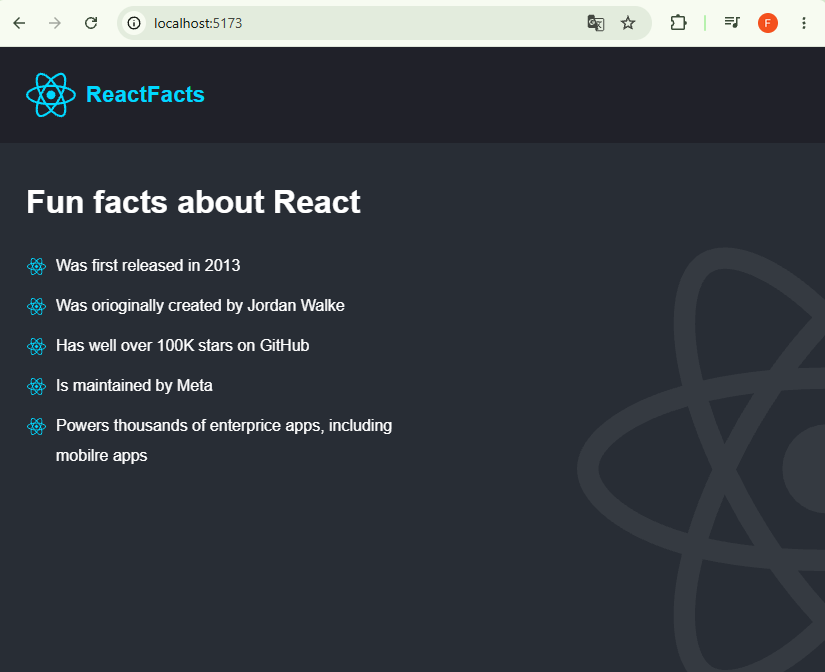 localhost:5173
F
ReactFacts
Fun facts about React
Was first released in 2013
Was orioginally created by Jordan Walke
Has well over 100K stars on GitHub
Is maintained by Meta
Powers thousands of enterprice apps, including
mobilre apps